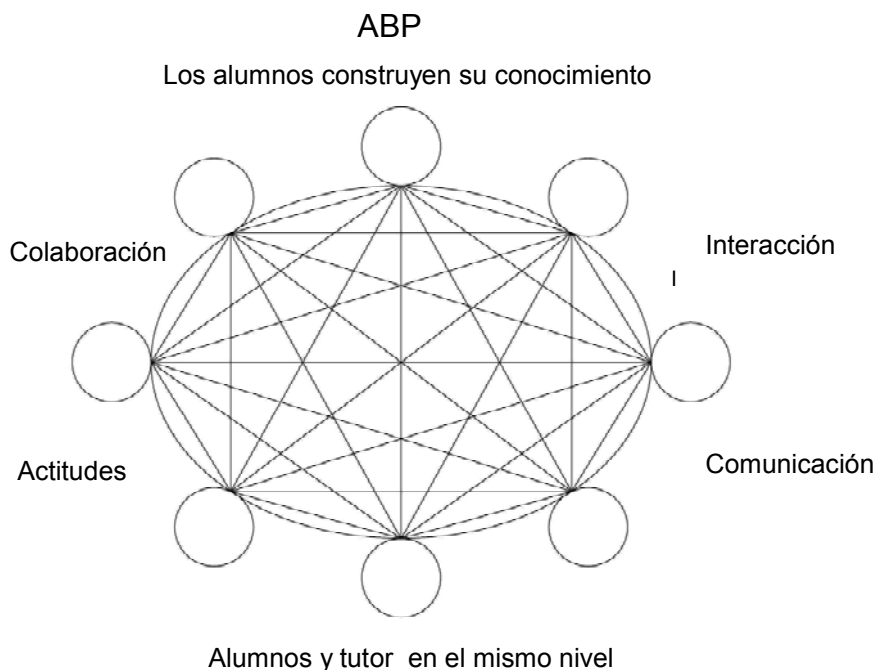 ABP
Los alumnos construyen su conocimiento
Colaboración
Interacción
I
Actitudes
Comunicación
Alumnos y tutor en el mismo nivel